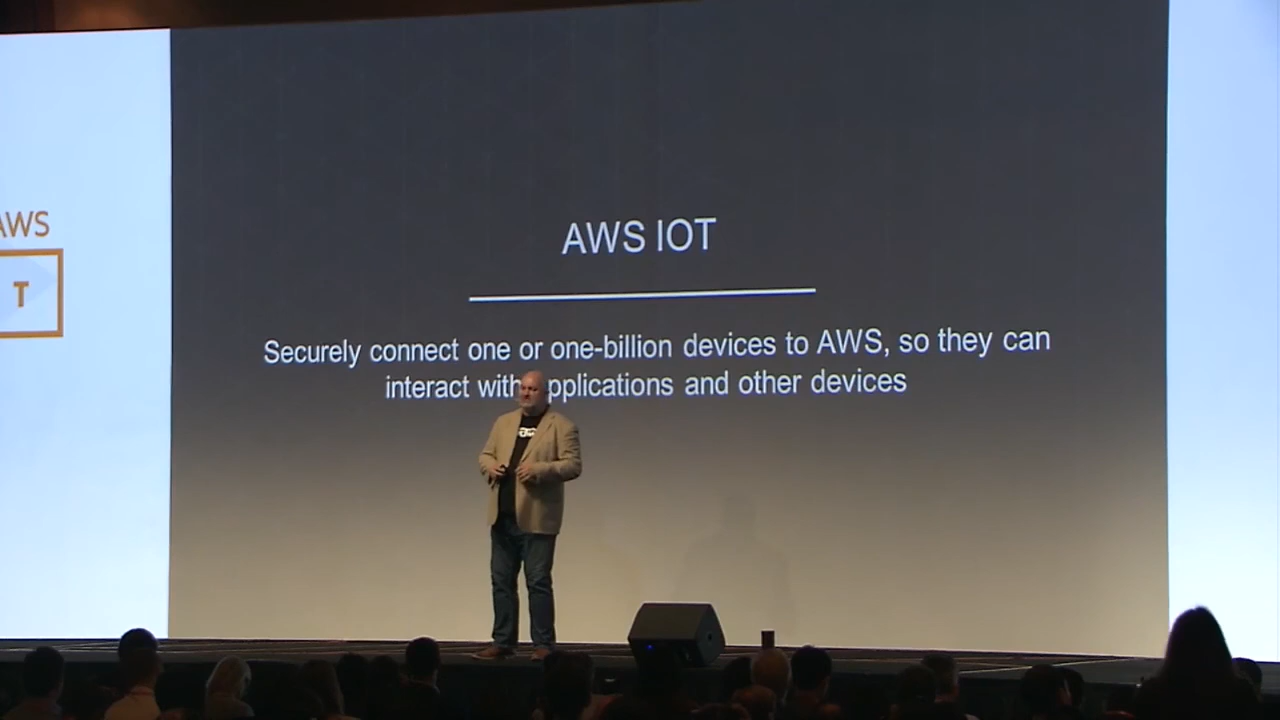 AWS
T
AWS IOT
Securely connect one or one-billion devices to AWS, so they can
interact with pplications and other devices